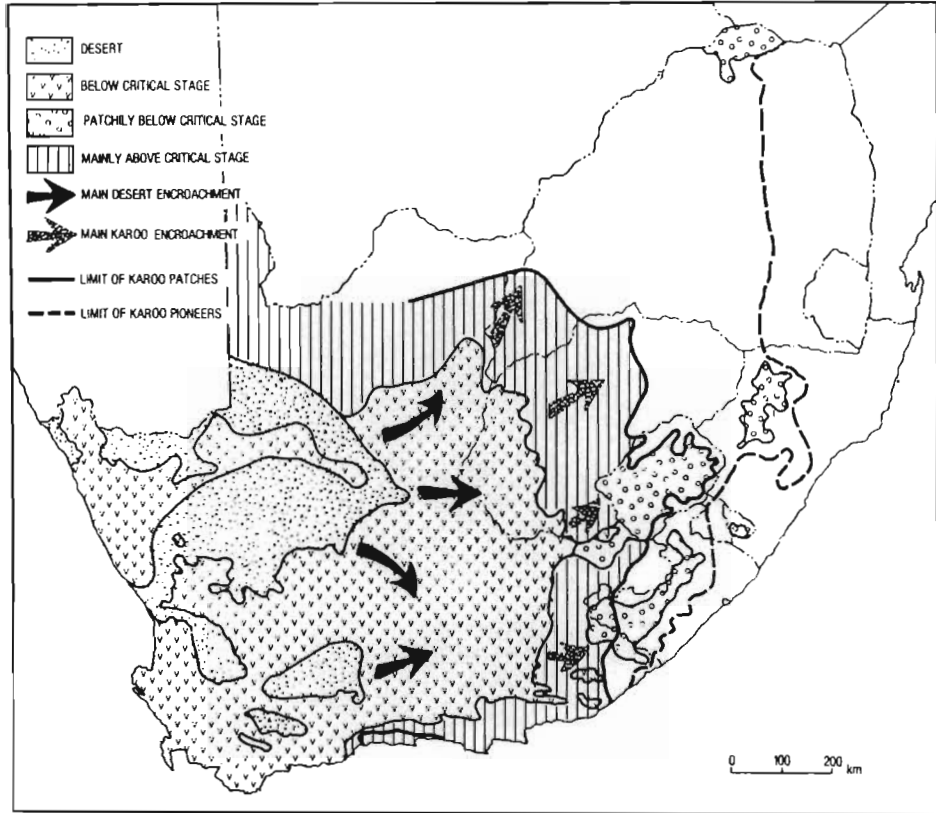 DESERT
BELOW CRITICAL STAGE
PATCHILY BELOW CRITICAL STAGE
MAINLY ABOVE CRITICAL STAGE
MAIN DESERT ENCROACHMENT
MAIN KAROO ENCROACHMENT
LIMIT OF KAROO PATCHES
LIMIT OF KAROO PIONEERS
0 100 200 km